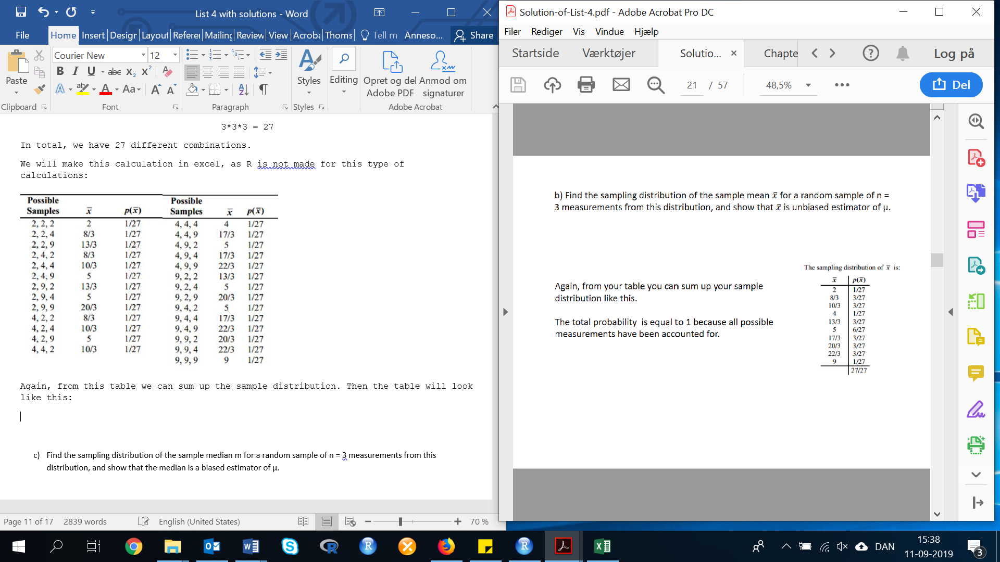 List 4 with solutions - Word
File Home Insert Desigr Layout Referei Mailing Review View Acroba Thoms Tell m Anneso... Share
Courier New 12
Paste
Styles
Editing
Opret og del Adobe PDF
Anmod om signaturer
Clipboard Font Paragraph Styles Adobe Acrobat
3*3*3 = 27
In total, we have 27 different combinations.
We will make this calculation in excel, as R is not made for this type of
calculations:
Possible Samples x̅ p(x̅) Possible Samples x̅ p(x̅)
2, 2, 2 2 1/27 4, 4, 4 4 1/27
2, 2, 4 8/3 1/27 4, 4, 9 17/3 1/27
2, 2, 9 13/3 1/27 4, 9, 2 5 1/27
2, 4, 2 8/3 1/27 4, 9, 4 17/3 1/27
2, 4, 4 10/3 1/27 4, 9, 9 22/3 1/27
2, 4, 9 5 1/27 9, 2, 2 13/3 1/27
2, 9, 2 13/3 1/27 9, 2, 4 5 1/27
2, 9, 4 5 1/27 9, 2, 9 20/3 1/27
2, 9, 9 20/3 1/27 9, 4, 2 5 1/27
4, 2, 2 8/3 1/27 9, 4, 4 17/3 1/27
4, 2, 4 10/3 1/27 9, 4, 9 22/3 1/27
4, 2, 9 5 1/27 9, 9, 2 20/3 1/27
4, 4, 2 10/3 1/27 9, 9, 4 22/3 1/27
9, 9, 9 9 1/27
Again, from this table we can sum up the sample distribution. Then the table will look
like this:
c) Find the sampling distribution of the sample median m for a random sample of n = 3 measurements from this
distribution, and show that the median is a biased estimator of μ.
Page 11 of 17 2839 words English (United States) 70 %
Solution-of-List-4.pdf - Adobe Acrobat Pro DC
Filer Rediger Vis Vindue Hjælp
Startside Værktøjer Solutio... × Chapte Log på
21 / 57 48,5% Del
b) Find the sampling distribution of the sample mean x̅ for a random sample of n =
3 measurements from this distribution, and show that x̅ is unbiased estimator of μ.
Again, from your table you can sum up your sample
distribution like this.
The total probability is equal to 1 because all possible
measurements have been accounted for.
The sampling distribution of x̅ is:
x̅ p(x̅)
2 1/27
8/3 3/27
10/3 3/27
4 1/27
13/3 3/27
5 6/27
17/3 3/27
20/3 3/27
22/3 3/27
9 1/27
27/27
DAN
15:38
11-09-2019
3